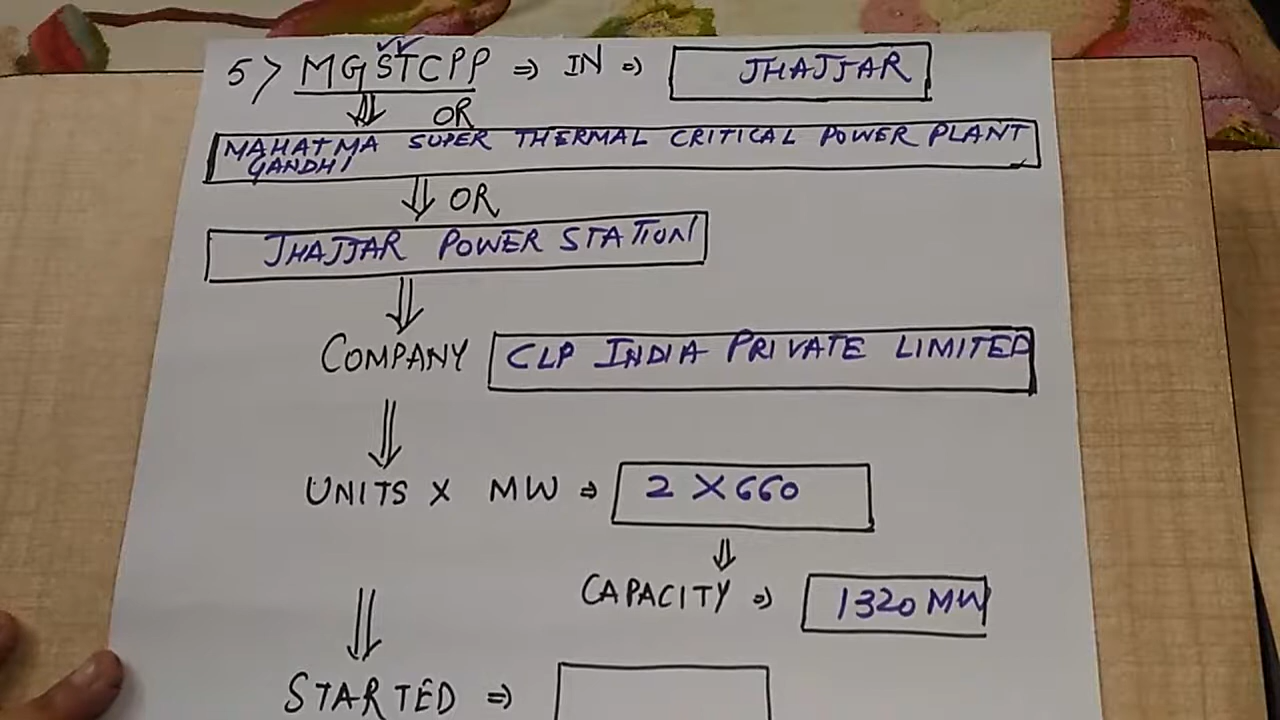 5> MGSTCPP ⇒ IN ⇒ JHAJJAR
OR
MAHATMA GANDHI SUPER THERMAL CRITICAL POWER PLANT
OR
JHAJJAR POWER STATION
COMPANY CLP INDIA PRIVATE LIMITED
UNITS X MW ⇒ 2 X 660
CAPACITY ⇒ 1320 MW
STARTED ⇒